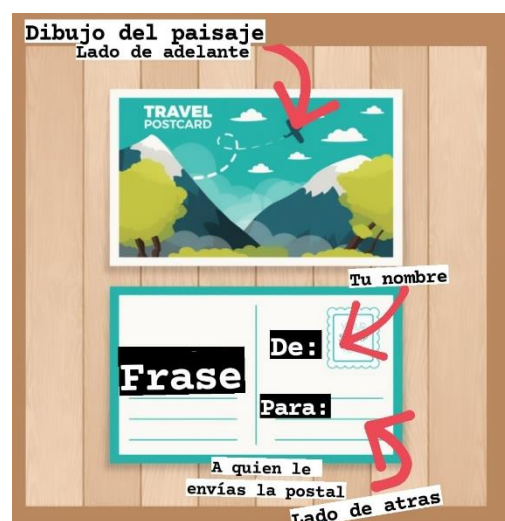 Dibujo del paisaje
Lado de adelante
TRAVEL
POSTCARD
Tu nombre
De:
Frase
Para:
A quien le
envías la postal
Lado de atras